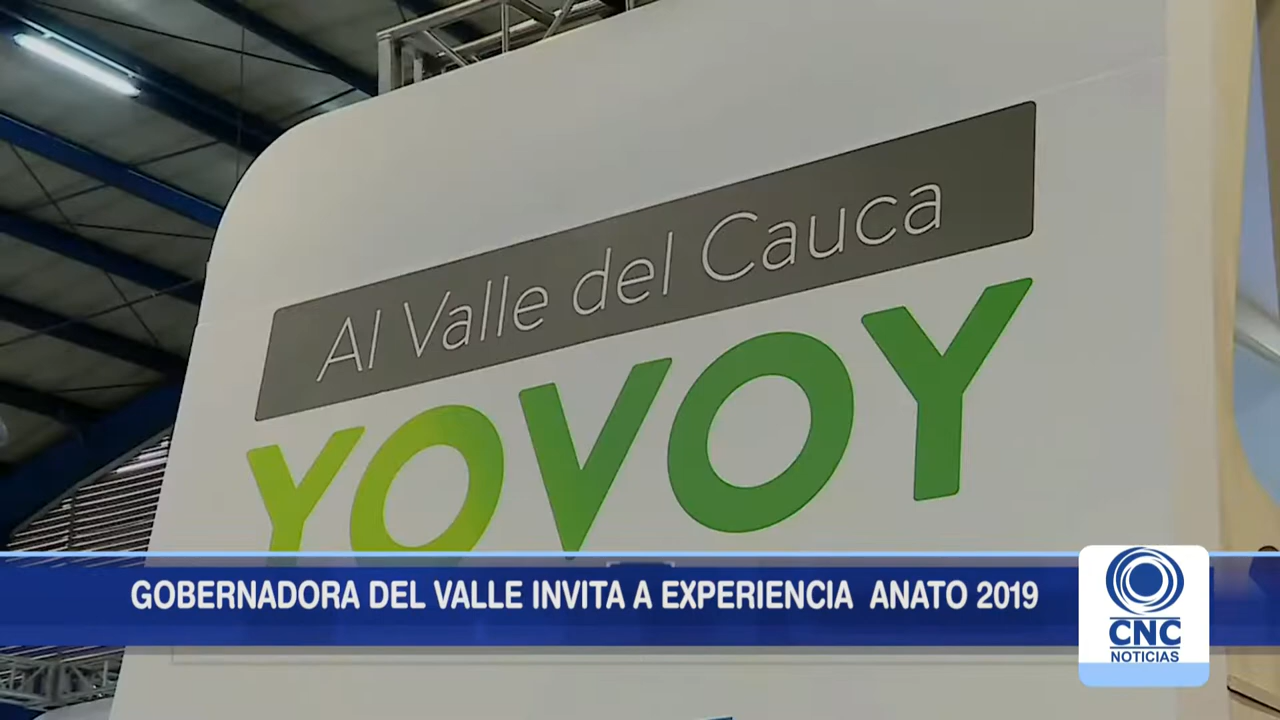 Al Valle del Cauca
YOVOY
GOBERNADORA DEL VALLE INVITA A EXPERIENCIA ANATO 2019
CNC
NOTICIAS